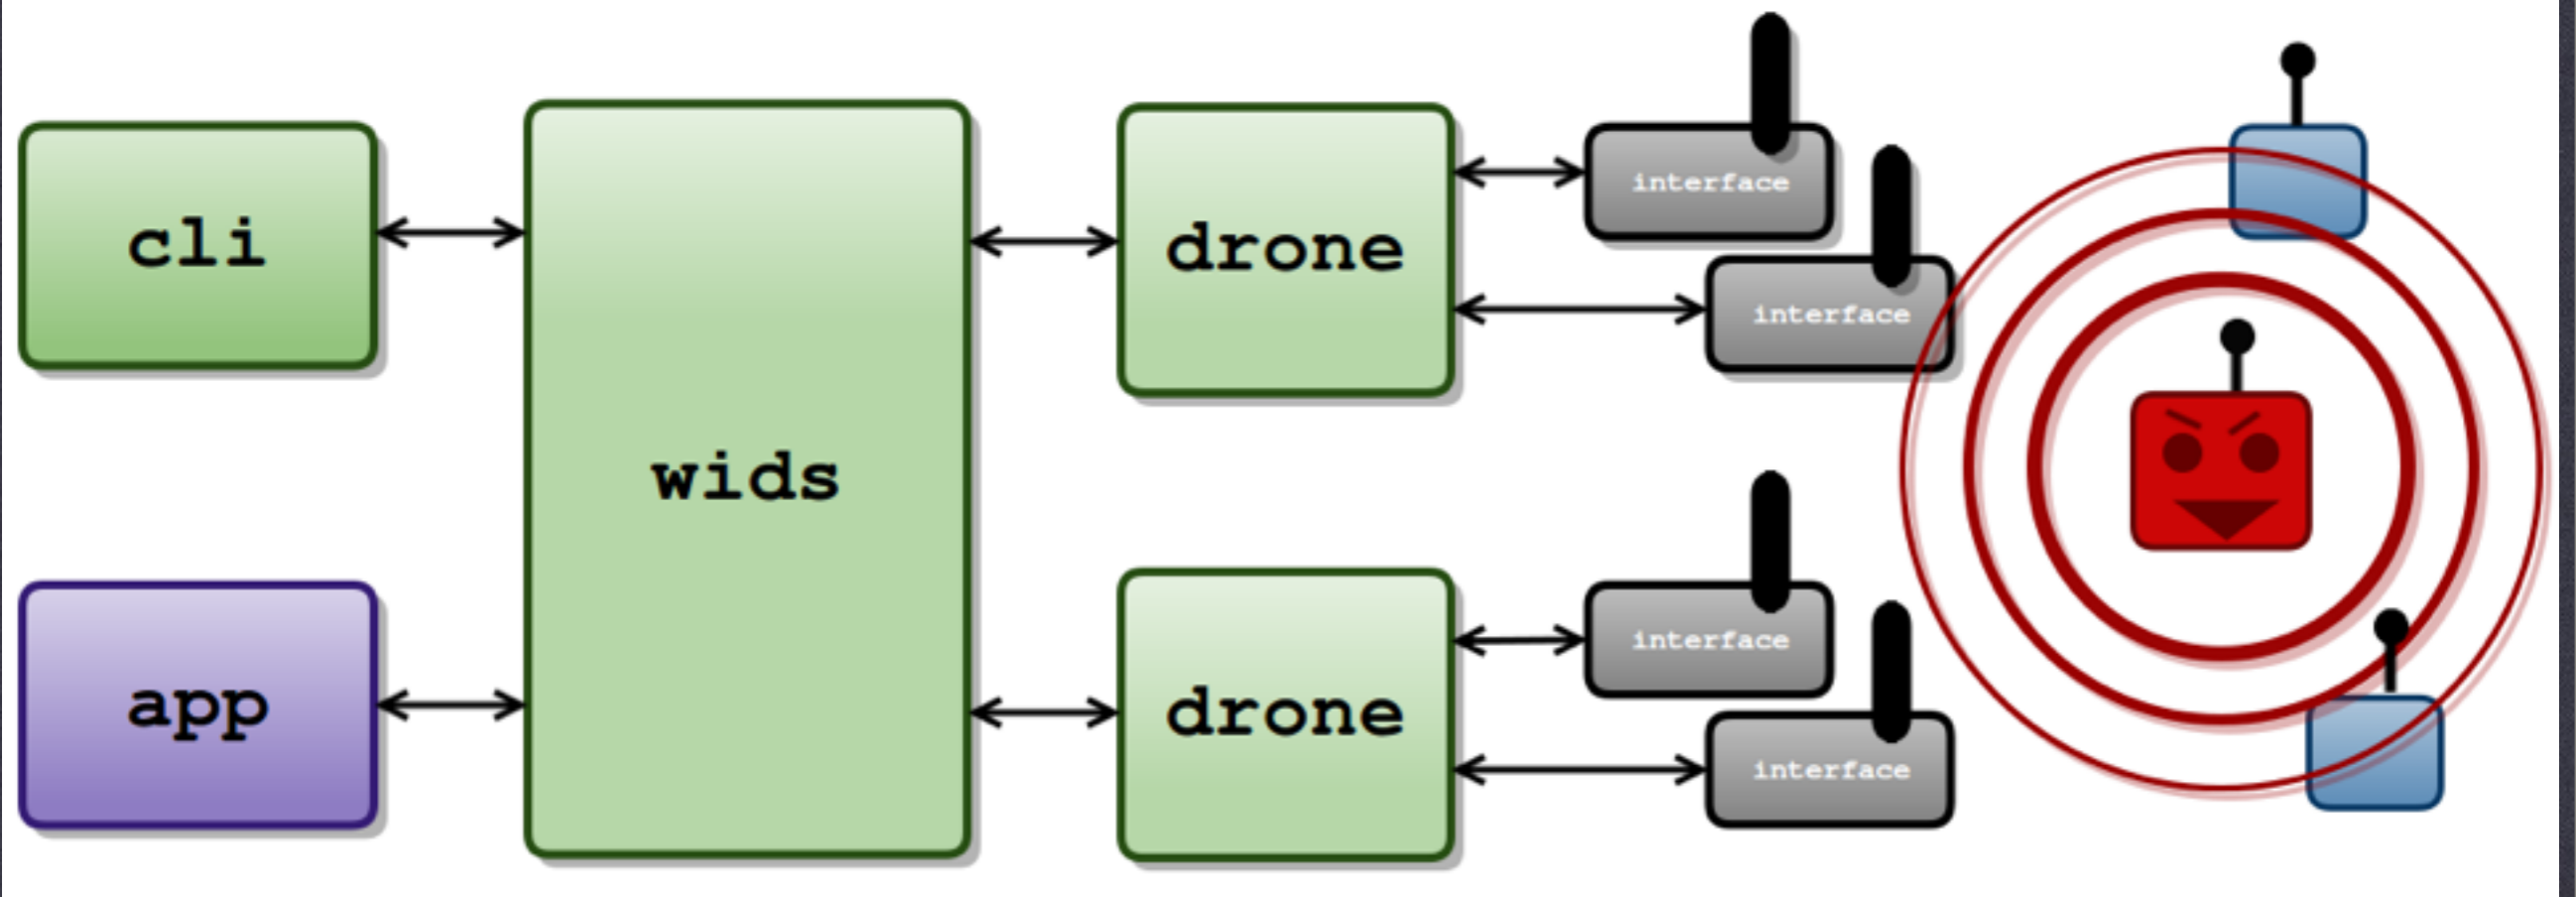 cli
app
wids
drone
drone
interface
interface
interface
interface